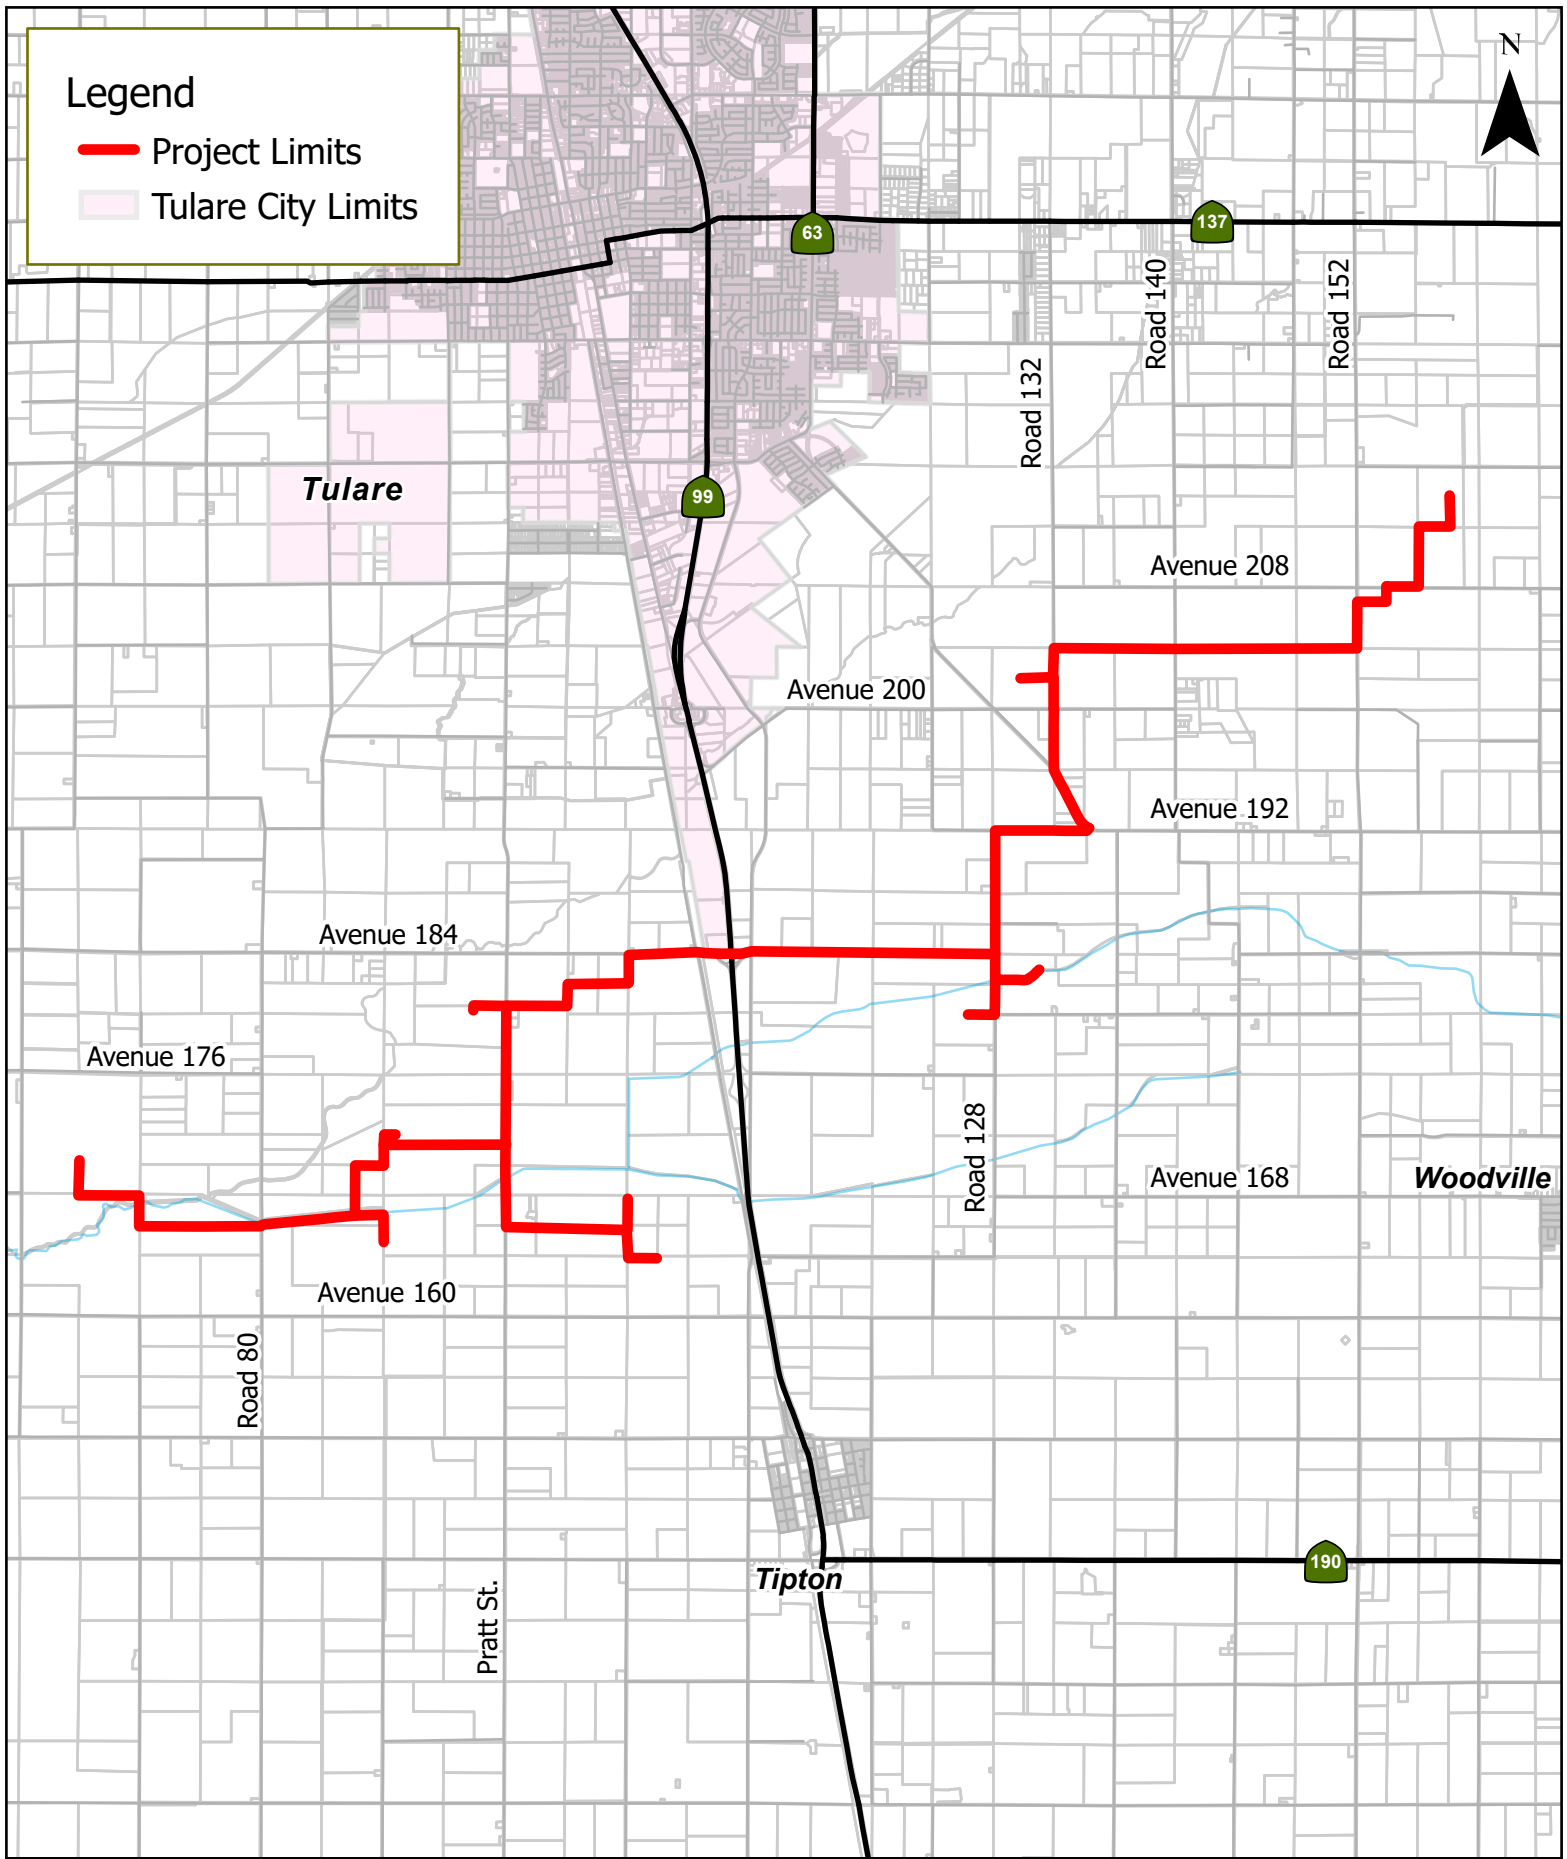 Legend
Project Limits
Tulare City Limits
N
63
137
Road 140
Road 152
Road 132
Tulare
99
Avenue 208
Avenue 200
Avenue 192
Avenue 184
Avenue 176
Road 128
Avenue 168
Woodville
Avenue 160
Road 80
190
Tipton
Pratt St.